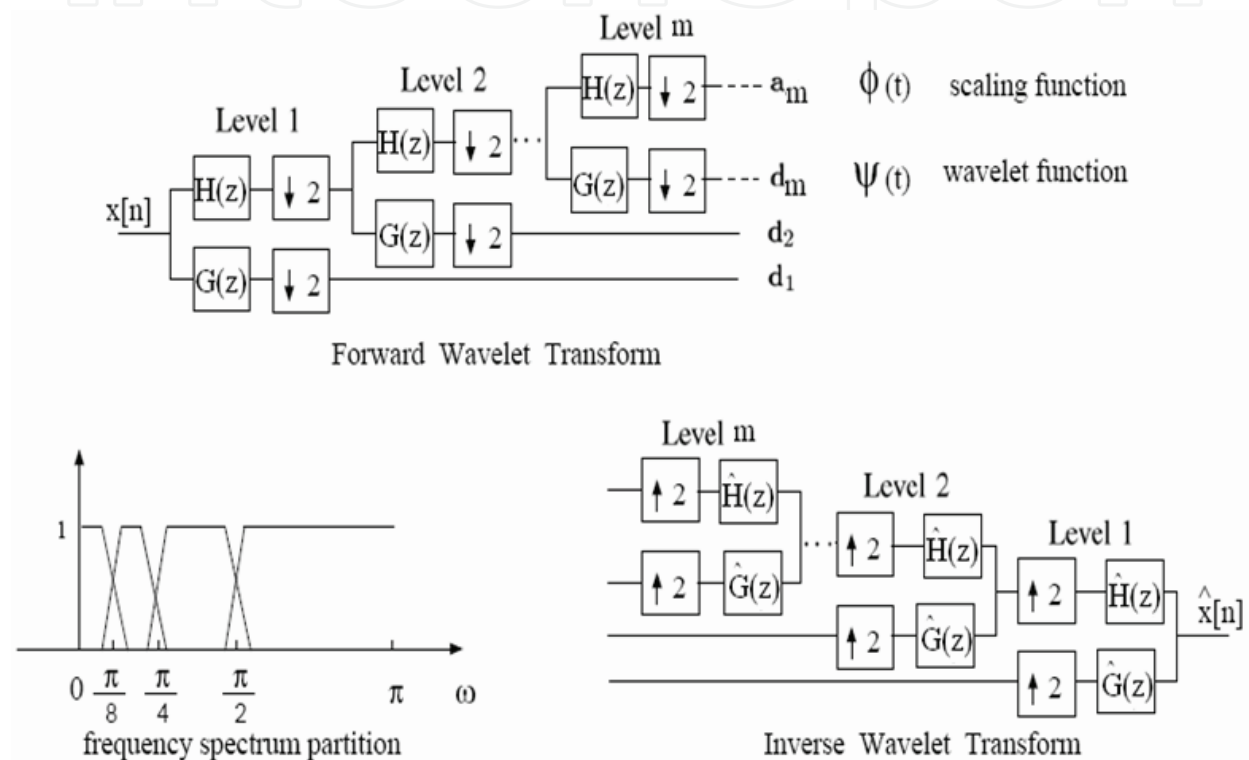 Level m
H(z) ↓ 2 a_m ϕ(t) scaling function
Level 2
H(z) ↓ 2 ...
G(z) ↓ 2 d_m ψ(t) wavelet function
Level 1
H(z) ↓ 2
x[n]
G(z) ↓ 2 d₂
G(z) ↓ 2 d₁
Forward Wavelet Transform
1
0 π/8 π/4 π/2 π ω
frequency spectrum partition
Level m
↑ 2 Ĥ(z)
Level 2
... ↑ 2 Ĥ(z)
↑ 2 Ĝ(z)
Level 1
↑ 2 Ĥ(z)
x̂[n]
↑ 2 Ĝ(z)
↑ 2 Ĝ(z)
Inverse Wavelet Transform